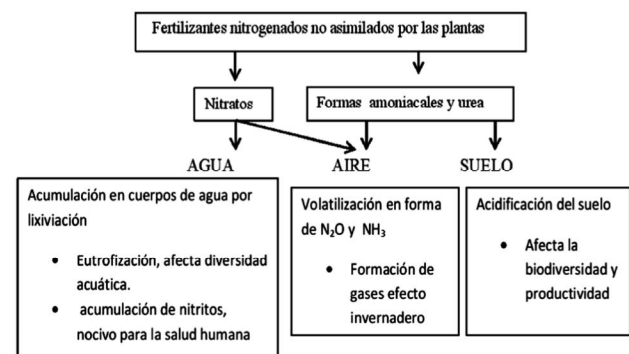 Fertilizantes nitrogenados no asimilados por las plantas
Nitratos
Formas amoniacales y urea
AGUA
AIRE
SUELO
Acumulación en cuerpos de agua por
lixiviación
• Eutrofización, afecta diversidad
acuática.
• acumulación de nitritos,
nocivo para la salud humana
Volatilización en forma
de N₂O y NH₃
• Formación de
gases efecto
invernadero
Acidificación del suelo
• Afecta la
biodiversidad y
productividad